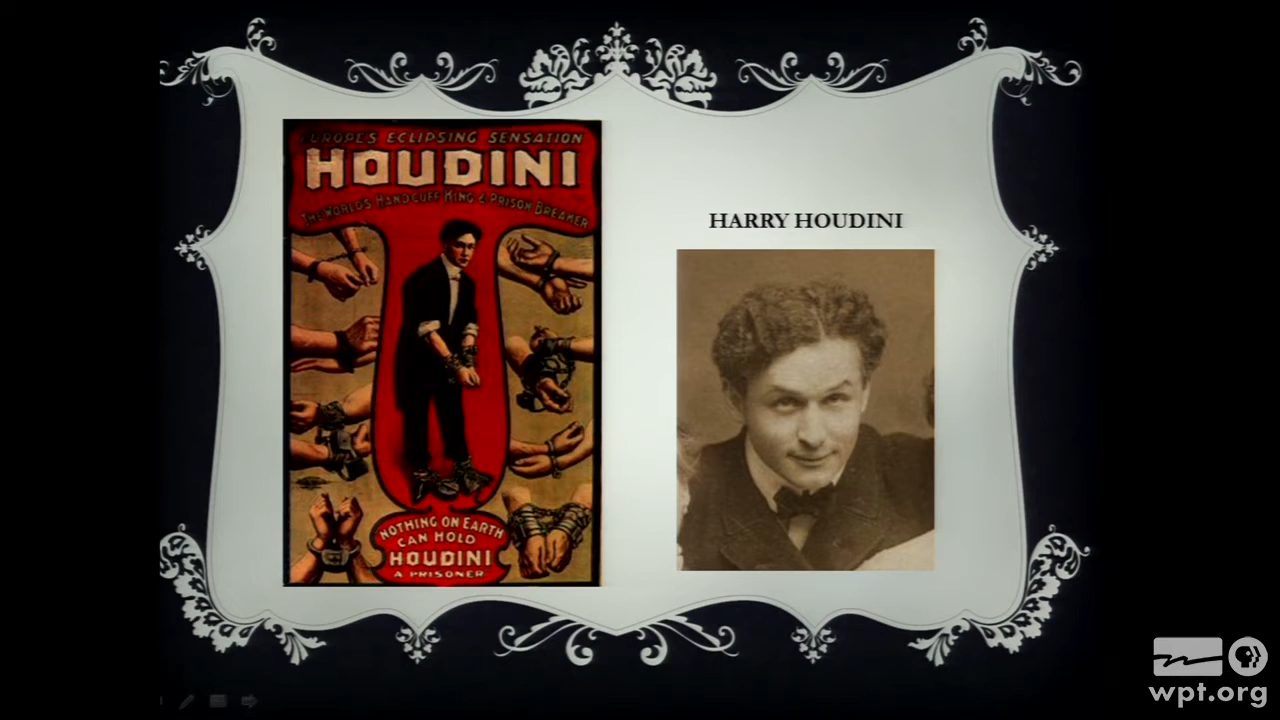 EUROPE'S ECLIPSING SENSATION
HOUDINI
THE WORLD'S HANDCUFF KING & PRISON BREAKER
NOTHING ON EARTH
CAN HOLD
HOUDINI
A PRISONER
HARRY HOUDINI
wpt.org